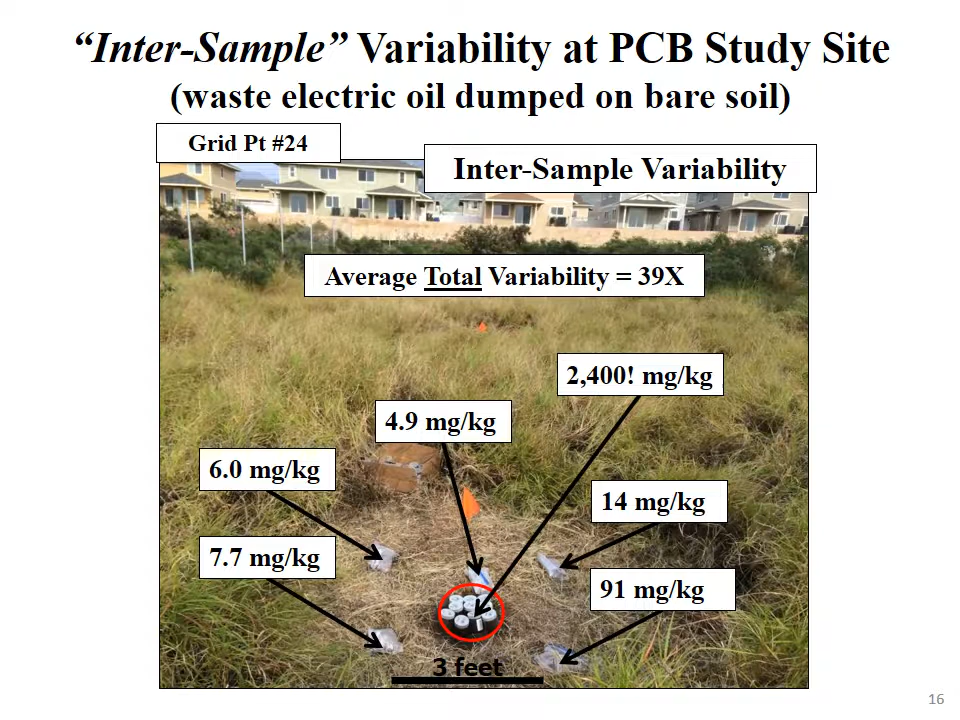 “Inter-Sample” Variability at PCB Study Site
(waste electric oil dumped on bare soil)
Grid Pt #24
Inter-Sample Variability
Average Total Variability = 39X
2,400! mg/kg
4.9 mg/kg
6.0 mg/kg
14 mg/kg
7.7 mg/kg
91 mg/kg
3 feet
16